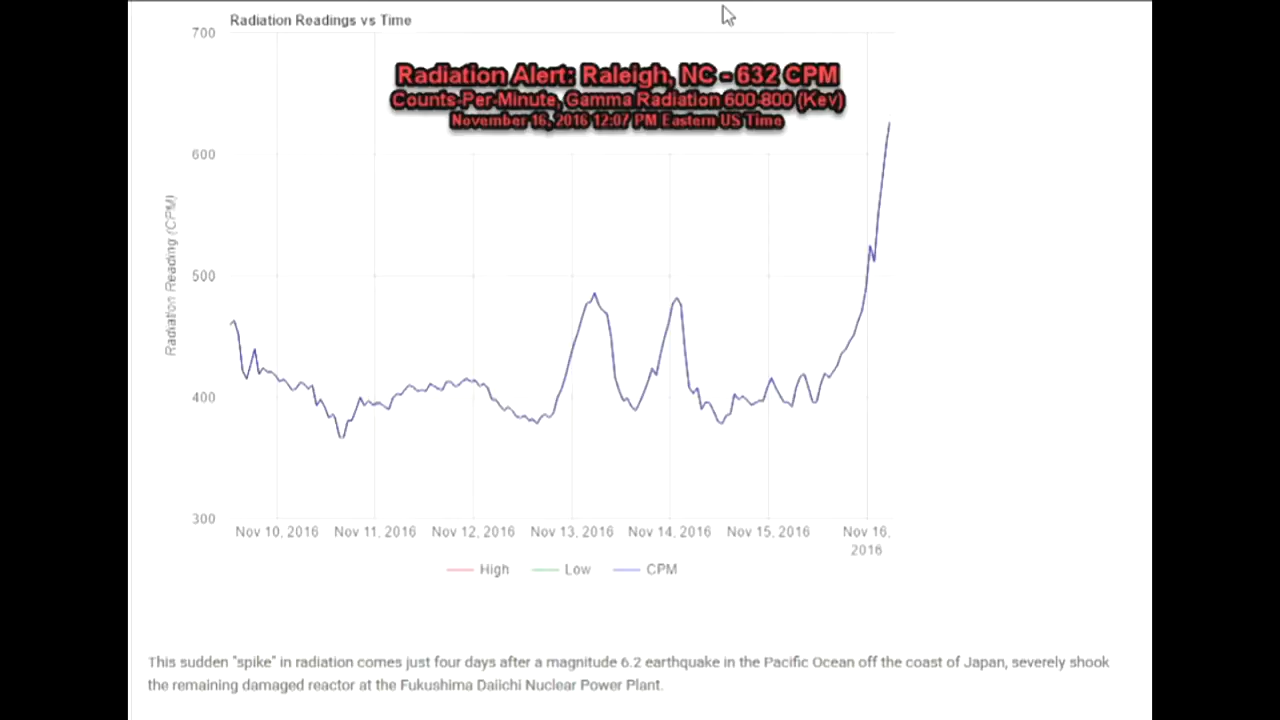 Radiation Readings vs Time
700
Radiation Alert: Raleigh, NC - 632 CPM
Counts-Per-Minute, Gamma Radiation 600-800 (Kev)
November 16, 2016 12:07 PM Eastern US Time
600
Radiation Reading (CPM)
500
400
300
Nov 10, 2016 Nov 11, 2016 Nov 12, 2016 Nov 13, 2016 Nov 14, 2016 Nov 15, 2016 Nov 16,
2016
High Low CPM
This sudden "spike" in radiation comes just four days after a magnitude 6.2 earthquake in the Pacific Ocean off the coast of Japan, severely shook
the remaining damaged reactor at the Fukushima Daiichi Nuclear Power Plant.